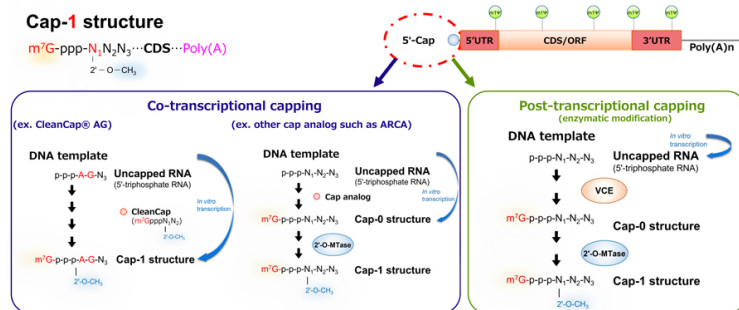 Cap-1 structure
m⁷G-ppp-N₁N₂N₃···CDS···Poly(A)
2' - O - CH₃
5'-Cap
5'UTR
CDS/ORF
3'UTR
Poly(A)n
m1Ψ
m1Ψ
m1Ψ
m1Ψ
m1Ψ
Co-transcriptional capping
(ex. CleanCap® AG)
DNA template
Uncapped RNA
(5'-triphosphate RNA)
p-p-p-A-G-N₃
In vitro
transcription
CleanCap
(m⁷GpppN₁N₂)
2'-O-CH₃
m⁷G-p-p-p-A-G-N₃
Cap-1 structure
2'-O-CH₃
(ex. other cap analog such as ARCA)
DNA template
Uncapped RNA
(5'-triphosphate RNA)
p-p-p-N₁-N₂-N₃
In vitro
transcription
Cap analog
m⁷G-p-p-p-N₁-N₂-N₃
Cap-0 structure
2'-O-MTase
m⁷G-p-p-p-N₁-N₂-N₃
Cap-1 structure
2'-O-CH₃
Post-transcriptional capping
(enzymatic modification)
DNA template
In vitro
transcription
p-p-p-N₁-N₂-N₃
Uncapped RNA
(5'-triphosphate RNA)
VCE
m⁷G-p-p-p-N₁-N₂-N₃
Cap-0 structure
2'-O-MTase
m⁷G-p-p-p-N₁-N₂-N₃
Cap-1 structure
2'-O-CH₃